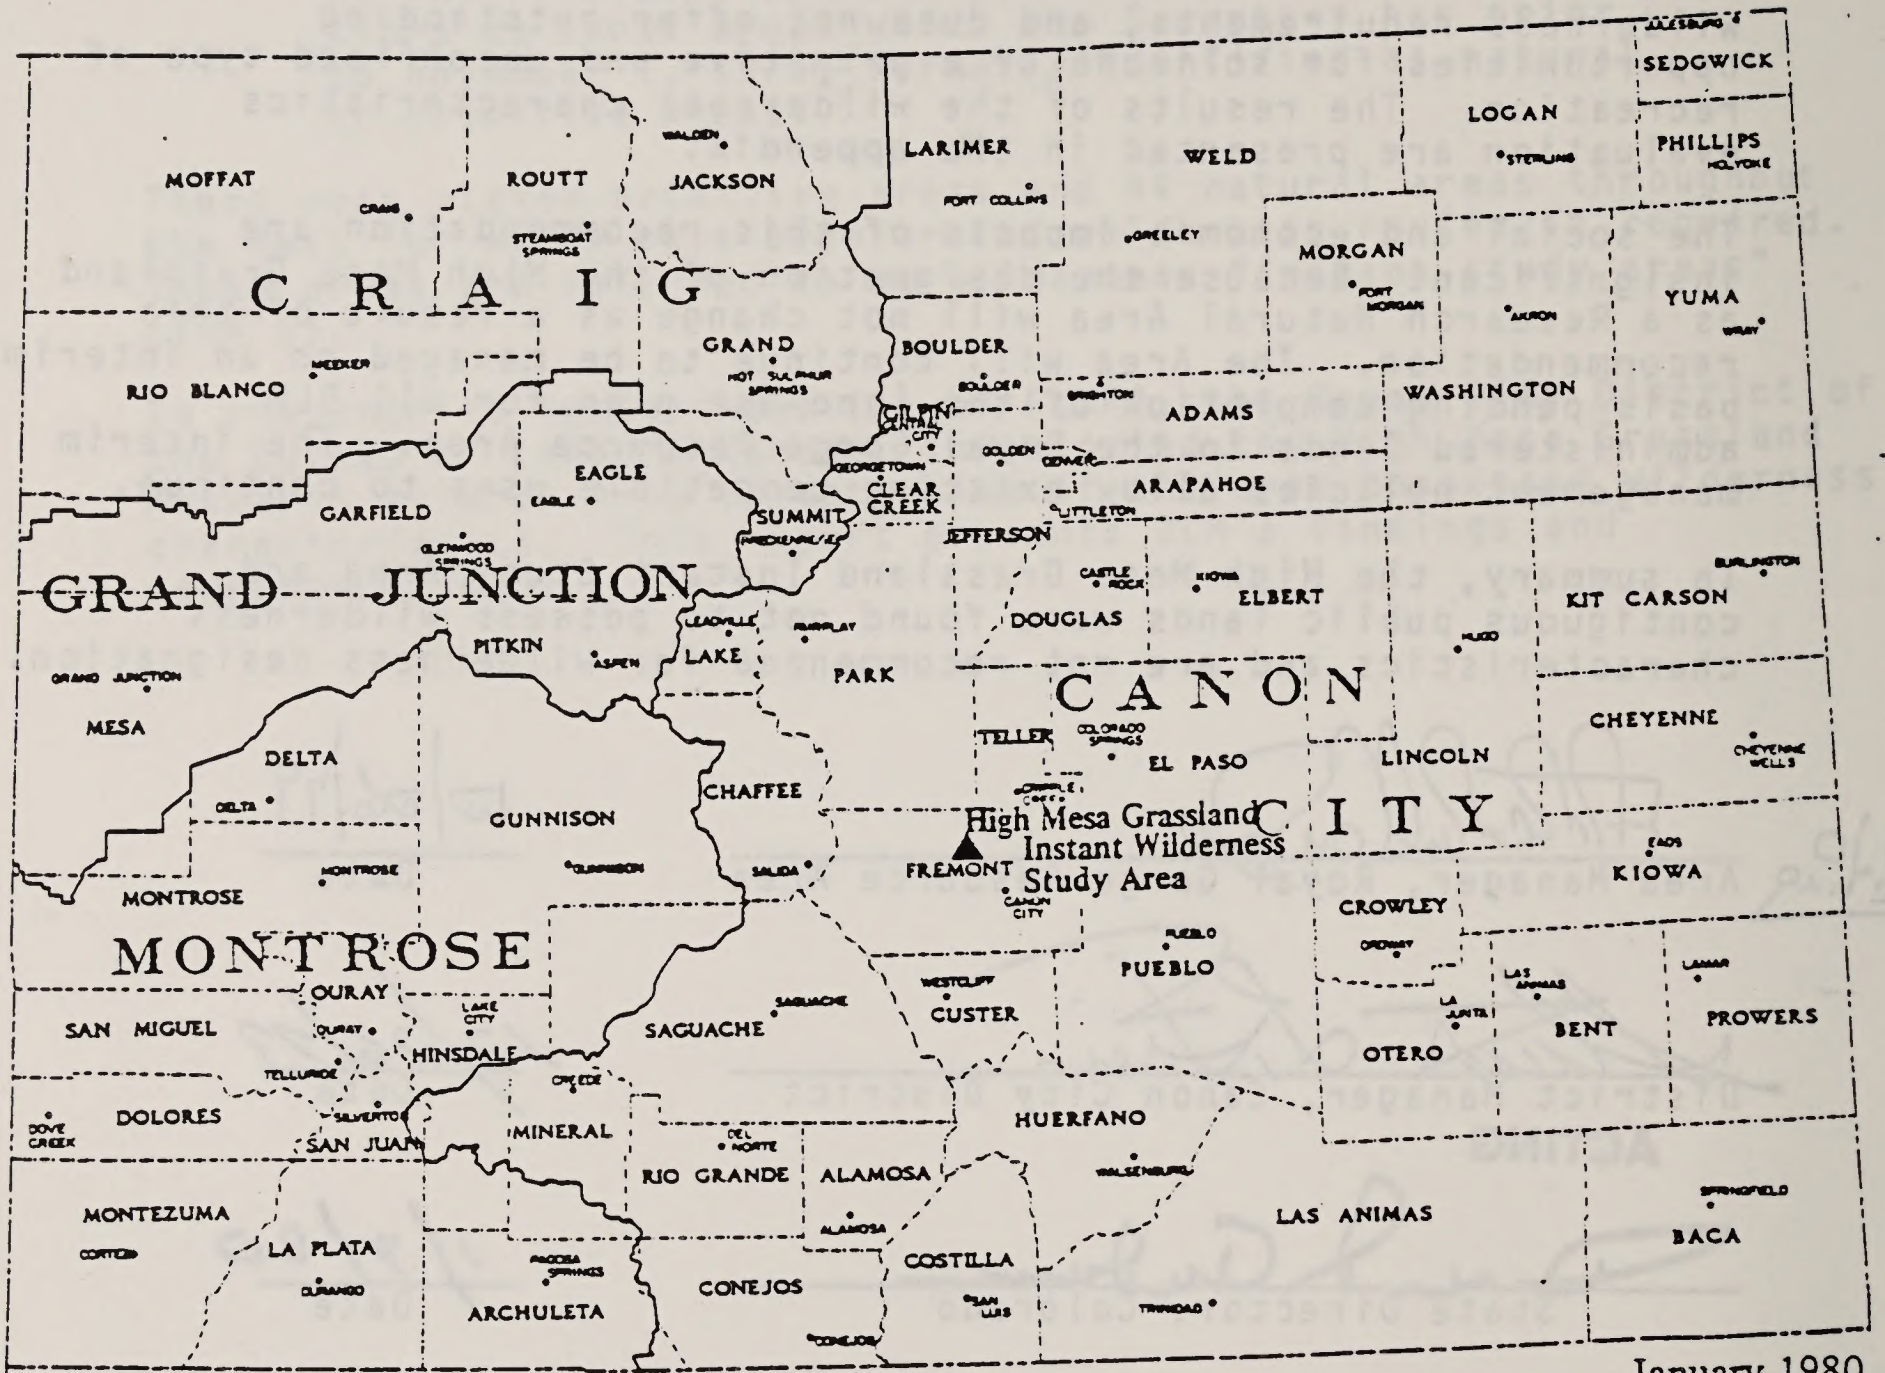 JULESBURG
SEDGWICK
LOGAN
STERLING
PHILLIPS
HOLYOKE
LARIMER
FORT COLLINS
WELD
GREELEY
WALDEN
JACKSON
MOFFAT
CRAIG
ROUTT
STEAMBOAT
SPRINGS
CRAIG
MORGAN
FORT
MORGAN
AKRON
YUMA
WRAY
WASHINGTON
MEEKER
RIO BLANCO
GRAND
HOT SULPHUR
SPRINGS
BOULDER
BOULDER
BRIGHTON
ADAMS
GILPIN
CENTRAL
CITY
GOLDEN
DENVER
GEORGETOWN
CLEAR
CREEK
ARAPAHOE
LITTLETON
EAGLE
EAGLE
SUMMIT
BRECKENRIDGE
GARFIELD
GLENWOOD
SPRINGS
JEFFERSON
CASTLE
ROCK
DOUGLAS
KIOWA
ELBERT
BURLINGTON
KIT CARSON
HUGO
GRAND JUNCTION
PITKIN
ASPEN
LEADVILLE
LAKE
FAIRPLAY
PARK
GRAND JUNCTION
MESA
DELTA
DELTA
CANON
CITY
TELLER
COLORADO
SPRINGS
EL PASO
CRIPPLE
CREEK
LINCOLN
CHEYENNE
CHEYENNE
WELLS
CHAFFEE
SALIDA
GUNNISON
GUNNISON
High Mesa Grassland
Instant Wilderness
Study Area
FREMONT
CANON
CITY
EADS
KIOWA
MONTROSE
MONTROSE
MONTROSE
CROWLEY
ORDWAY
PUEBLO
PUEBLO
WESTCLIFF
CUSTER
LAS
ANIMAS
BENT
LAMAR
PROWERS
LA
JUNTA
OTERO
OURAY
OURAY
LAKE
CITY
HINSDALE
SAGUACHE
SAGUACHE
SAN MIGUEL
TELLURIDE
DOLORES
DOVE
CREEK
SILVERTO
SAN JUAN
CREEDE
MINERAL
DEL
NORTE
RIO GRANDE
ALAMOSA
ALAMOSA
HUERFANO
WALSENBURG
LAS ANIMAS
TRINIDAD
SPRINGFIELD
BACA
MONTEZUMA
CORTEZ
LA PLATA
DURANGO
PAGOSA
SPRINGS
ARCHULETA
CONEJOS
CONEJOS
COSTILLA
SAN
LUIS
January 1980